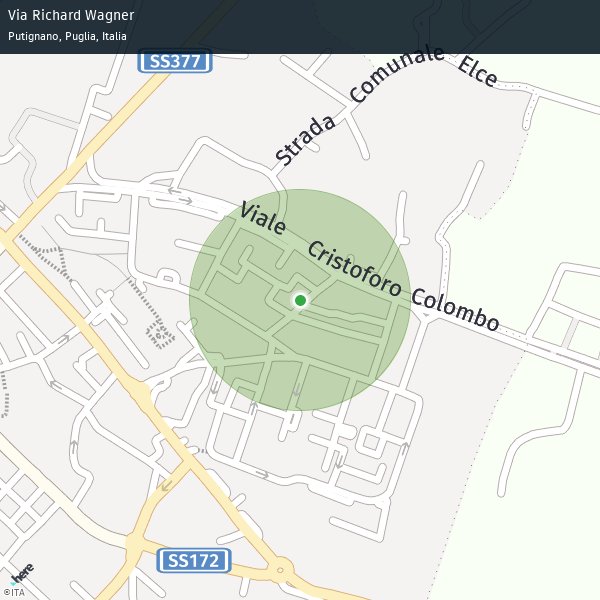 Via Richard Wagner
Putignano, Puglia, Italia
SS377
Strada Comunale Elce
Viale Cristoforo Colombo
SS172
here
©ITA